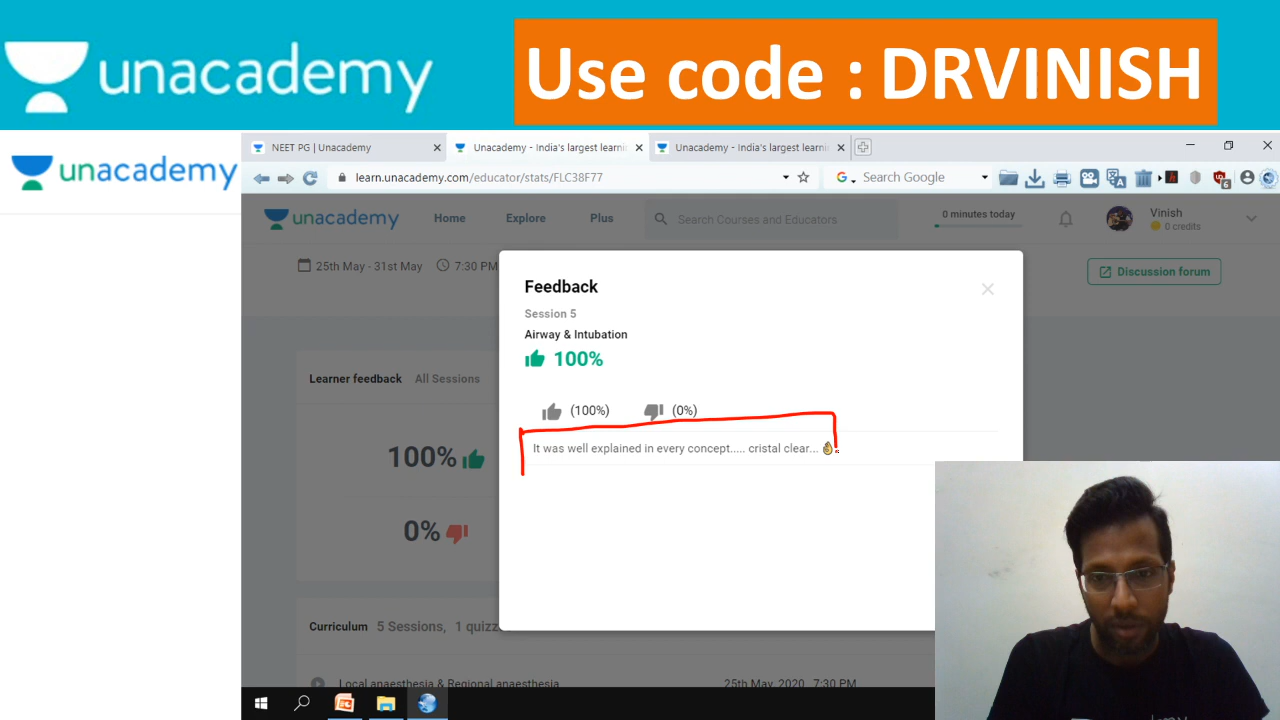 unacademy
Use code : DRVINISH
unacademy
NEET PG | Unacademy
Unacademy - India's largest learnin
Unacademy - India's largest learnin
learn.unacademy.com/educator/stats/FLC38F77
Search Google
6
unacademy
Home
Explore
Plus
Search Courses and Educators
0 minutes today
Vinish
0 credits
25th May - 31st May
7:30 PM
Discussion forum
Feedback
Session 5
Airway & Intubation
100%
(100%)
(0%)
It was well explained in every concept..... cristal clear... 👌
Learner feedback
All Sessions
100%
0%
Curriculum
5 Sessions, 1 quizz
Local anaesthesia & Regional anaesthesia
25th May, 2020 7:30 PM